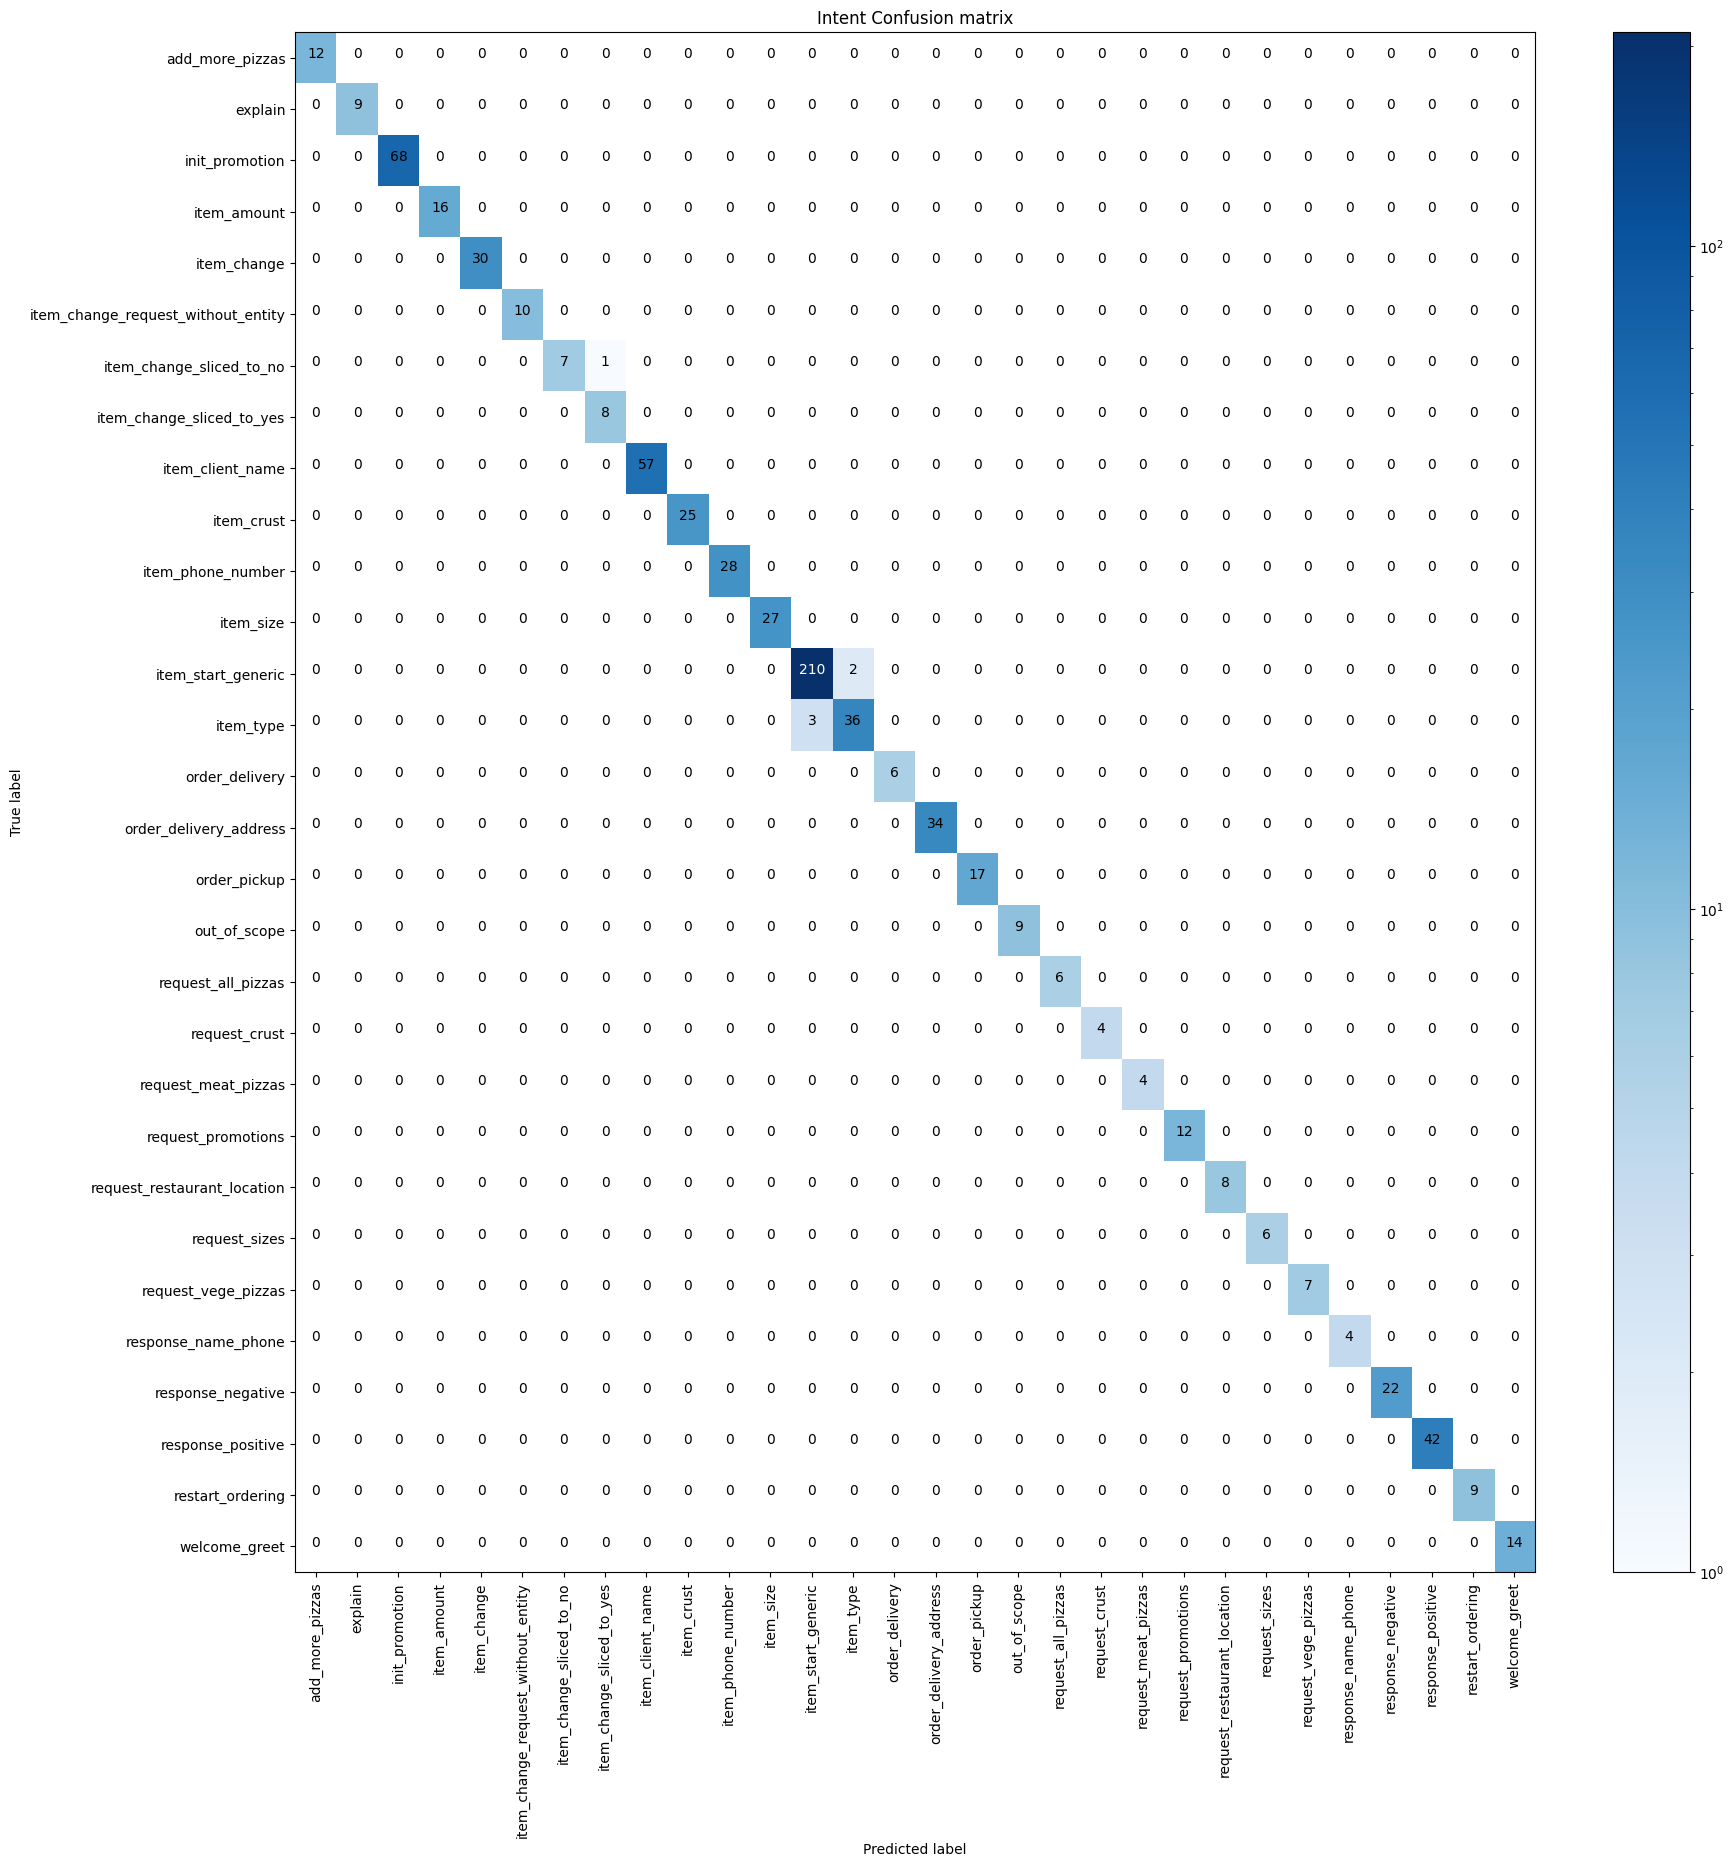 Intent Confusion matrix
add_more_pizzas 12 0 0 0 0 0 0 0 0 0 0 0 0 0 0 0 0 0 0 0 0 0 0 0 0 0 0 0 0 0
explain 0 9 0 0 0 0 0 0 0 0 0 0 0 0 0 0 0 0 0 0 0 0 0 0 0 0 0 0 0 0
init_promotion 0 0 68 0 0 0 0 0 0 0 0 0 0 0 0 0 0 0 0 0 0 0 0 0 0 0 0 0 0 0
item_amount 0 0 0 16 0 0 0 0 0 0 0 0 0 0 0 0 0 0 0 0 0 0 0 0 0 0 0 0 0 0
item_change 0 0 0 0 30 0 0 0 0 0 0 0 0 0 0 0 0 0 0 0 0 0 0 0 0 0 0 0 0 0
item_change_request_without_entity 0 0 0 0 0 10 0 0 0 0 0 0 0 0 0 0 0 0 0 0 0 0 0 0 0 0 0 0 0 0
item_change_sliced_to_no 0 0 0 0 0 0 7 1 0 0 0 0 0 0 0 0 0 0 0 0 0 0 0 0 0 0 0 0 0 0
item_change_sliced_to_yes 0 0 0 0 0 0 0 8 0 0 0 0 0 0 0 0 0 0 0 0 0 0 0 0 0 0 0 0 0 0
item_client_name 0 0 0 0 0 0 0 0 57 0 0 0 0 0 0 0 0 0 0 0 0 0 0 0 0 0 0 0 0 0
item_crust 0 0 0 0 0 0 0 0 0 25 0 0 0 0 0 0 0 0 0 0 0 0 0 0 0 0 0 0 0 0
item_phone_number 0 0 0 0 0 0 0 0 0 0 28 0 0 0 0 0 0 0 0 0 0 0 0 0 0 0 0 0 0 0
item_size 0 0 0 0 0 0 0 0 0 0 0 27 0 0 0 0 0 0 0 0 0 0 0 0 0 0 0 0 0 0
item_start_generic 0 0 0 0 0 0 0 0 0 0 0 0 210 2 0 0 0 0 0 0 0 0 0 0 0 0 0 0 0 0
item_type 0 0 0 0 0 0 0 0 0 0 0 0 3 36 0 0 0 0 0 0 0 0 0 0 0 0 0 0 0 0
order_delivery 0 0 0 0 0 0 0 0 0 0 0 0 0 0 6 0 0 0 0 0 0 0 0 0 0 0 0 0 0 0
order_delivery_address 0 0 0 0 0 0 0 0 0 0 0 0 0 0 0 34 0 0 0 0 0 0 0 0 0 0 0 0 0 0
order_pickup 0 0 0 0 0 0 0 0 0 0 0 0 0 0 0 0 17 0 0 0 0 0 0 0 0 0 0 0 0 0
out_of_scope 0 0 0 0 0 0 0 0 0 0 0 0 0 0 0 0 0 9 0 0 0 0 0 0 0 0 0 0 0 0
request_all_pizzas 0 0 0 0 0 0 0 0 0 0 0 0 0 0 0 0 0 0 6 0 0 0 0 0 0 0 0 0 0 0
request_crust 0 0 0 0 0 0 0 0 0 0 0 0 0 0 0 0 0 0 0 4 0 0 0 0 0 0 0 0 0 0
request_meat_pizzas 0 0 0 0 0 0 0 0 0 0 0 0 0 0 0 0 0 0 0 0 4 0 0 0 0 0 0 0 0 0
request_promotions 0 0 0 0 0 0 0 0 0 0 0 0 0 0 0 0 0 0 0 0 0 12 0 0 0 0 0 0 0 0
request_restaurant_location 0 0 0 0 0 0 0 0 0 0 0 0 0 0 0 0 0 0 0 0 0 0 8 0 0 0 0 0 0 0
request_sizes 0 0 0 0 0 0 0 0 0 0 0 0 0 0 0 0 0 0 0 0 0 0 0 6 0 0 0 0 0 0
request_vege_pizzas 0 0 0 0 0 0 0 0 0 0 0 0 0 0 0 0 0 0 0 0 0 0 0 0 7 0 0 0 0 0
response_name_phone 0 0 0 0 0 0 0 0 0 0 0 0 0 0 0 0 0 0 0 0 0 0 0 0 0 4 0 0 0 0
response_negative 0 0 0 0 0 0 0 0 0 0 0 0 0 0 0 0 0 0 0 0 0 0 0 0 0 0 22 0 0 0
response_positive 0 0 0 0 0 0 0 0 0 0 0 0 0 0 0 0 0 0 0 0 0 0 0 0 0 0 0 42 0 0
restart_ordering 0 0 0 0 0 0 0 0 0 0 0 0 0 0 0 0 0 0 0 0 0 0 0 0 0 0 0 0 9 0
welcome_greet 0 0 0 0 0 0 0 0 0 0 0 0 0 0 0 0 0 0 0 0 0 0 0 0 0 0 0 0 0 14
True label
add_more_pizzas
explain
init_promotion
item_amount
item_change
item_change_request_without_entity
item_change_sliced_to_no
item_change_sliced_to_yes
item_client_name
item_crust
item_phone_number
item_size
item_start_generic
item_type
order_delivery
order_delivery_address
order_pickup
out_of_scope
request_all_pizzas
request_crust
request_meat_pizzas
request_promotions
request_restaurant_location
request_sizes
request_vege_pizzas
response_name_phone
response_negative
response_positive
restart_ordering
welcome_greet
Predicted label
10²
10¹
10⁰